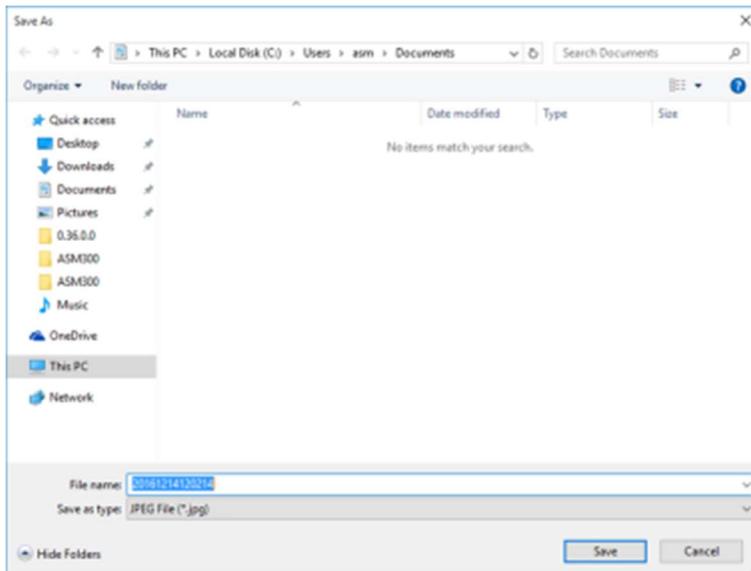 Save As
This PC > Local Disk (C:) > Users > asm > Documents
Search Documents
Organize
New folder
Name
Date modified
Type
Size
Quick access
No items match your search.
Desktop
Downloads
Documents
Pictures
0.36.0.0
ASM300
ASM300
Music
OneDrive
This PC
Network
File name: 20161214120214
Save as type: JPEG File (*.jpg)
Hide Folders
Save
Cancel